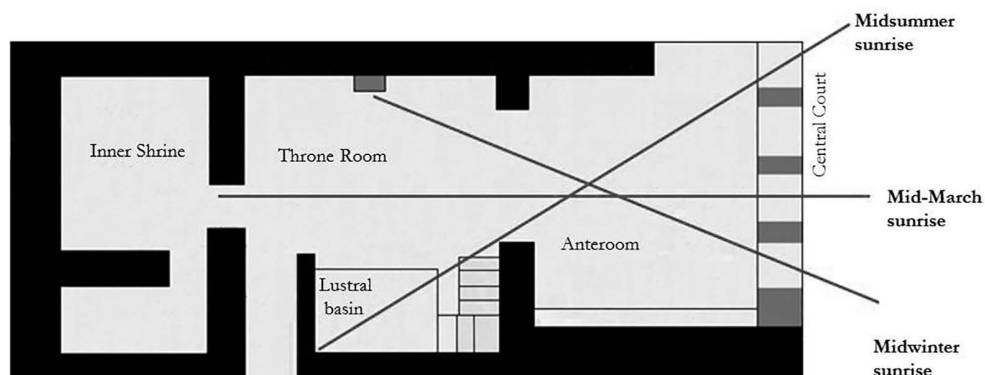 Midsummer
sunrise
Central Court
Inner Shrine
Throne Room
Mid-March
sunrise
Anteroom
Lustral
basin
Midwinter
sunrise